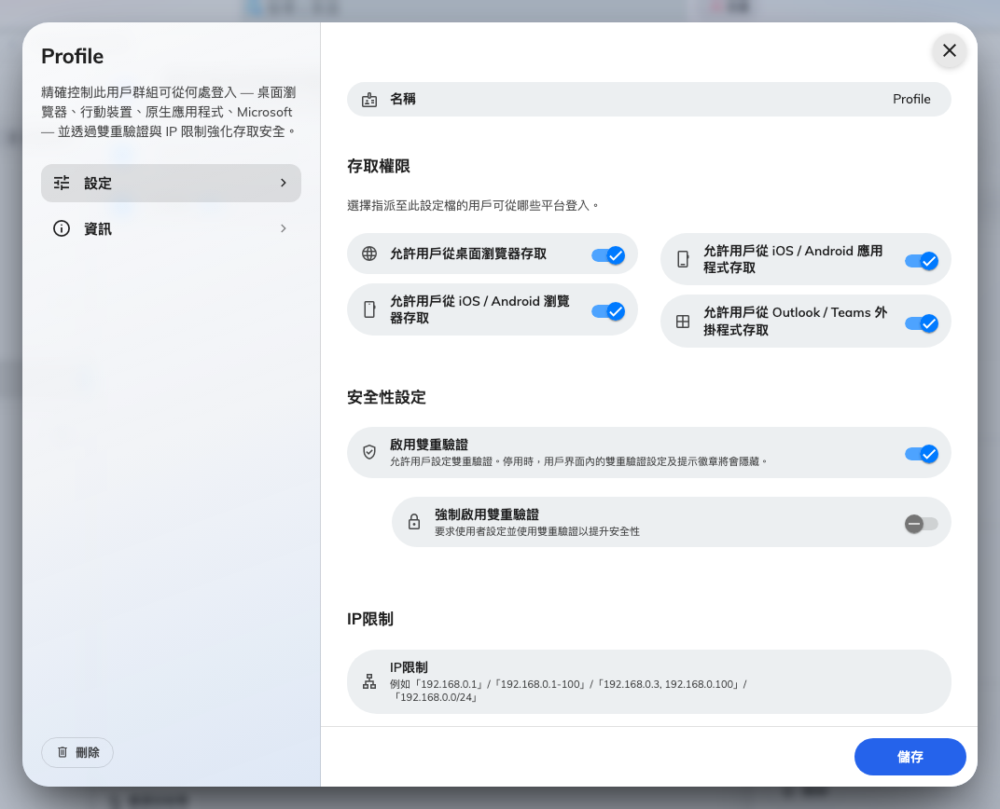 Profile
精確控制此用戶群組可從何處登入 — 桌面瀏
覽器、行動裝置、原生應用程式、Microsoft
— 並透過雙重驗證與 IP 限制強化存取安全。
設定
資訊
刪除
名稱
Profile
存取權限
選擇指派至此設定檔的用戶可從哪些平台登入。
允許用戶從桌面瀏覽器存取
允許用戶從 iOS / Android 瀏覽
器存取
允許用戶從 iOS / Android 應用
程式存取
允許用戶從 Outlook / Teams 外
掛程式存取
安全性設定
啟用雙重驗證
允許用戶設定雙重驗證。停用時，用戶界面內的雙重驗證設定及提示徽章將會隱藏。
強制啟用雙重驗證
要求使用者設定並使用雙重驗證以提升安全性
IP限制
IP限制
例如「192.168.0.1」/「192.168.0.1-100」/「192.168.0.3, 192.168.0.100」/
「192.168.0.0/24」
儲存